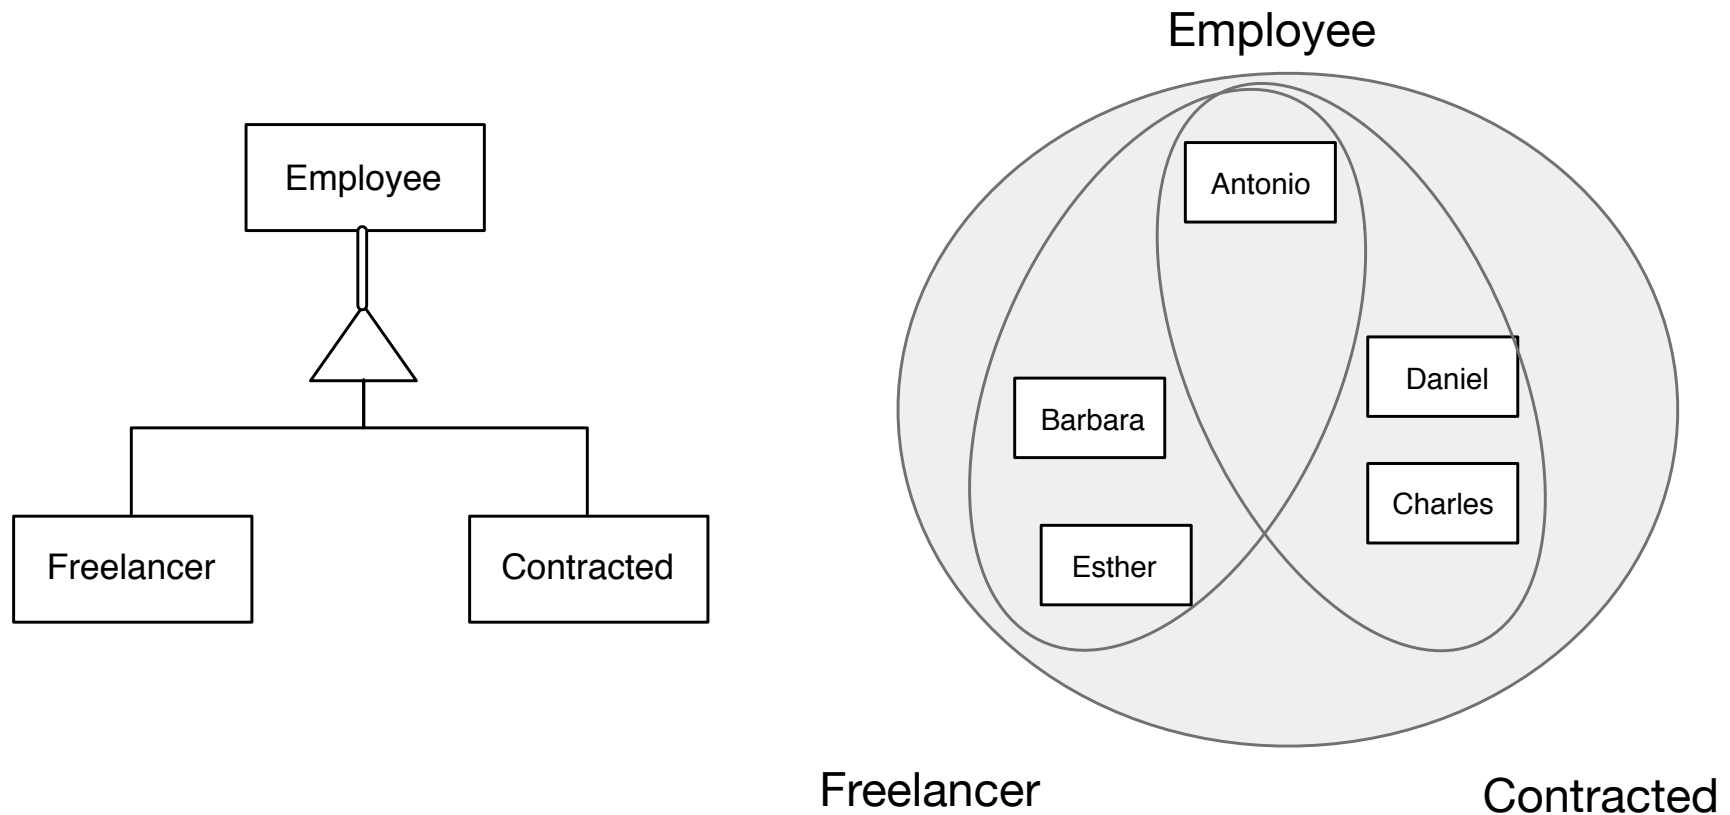 Employee
Freelancer
Contracted
Employee
Antonio
Daniel
Barbara
Charles
Esther
Freelancer
Contracted